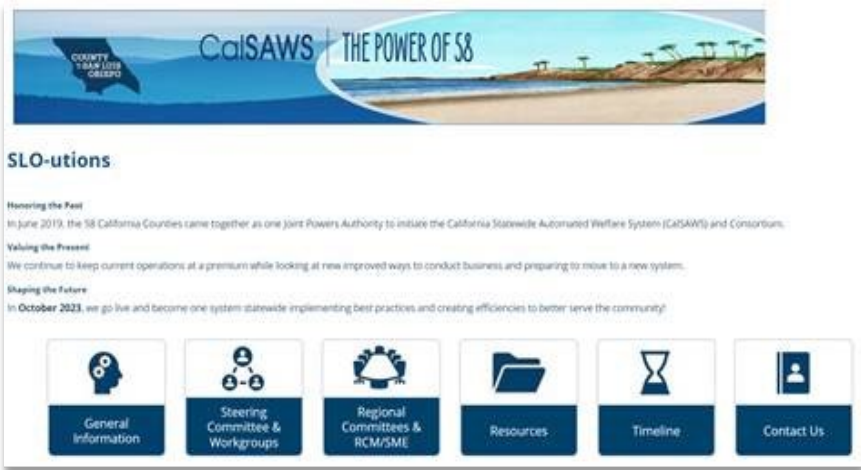 COUNTY
OF SAN LUIS
OBISPO
CalSAWS | THE POWER OF 58
SLO-utions
Honoring the Past
In June 2019, the 58 California Counties came together as one Joint Powers Authority to initiate the California Statewide Automated Welfare System (CalSAWS) and Consortium.
Valuing the Present
We continue to keep current operations at a premium while looking at new improved ways to conduct business and preparing to move to a new system.
Shaping the Future
In October 2023, we go live and become one system statewide implementing best practices and creating efficiencies to better serve the community!
General
Information
Steering
Committee &
Workgroups
Regional
Committees &
RCM/SME
Resources
Timeline
Contact Us